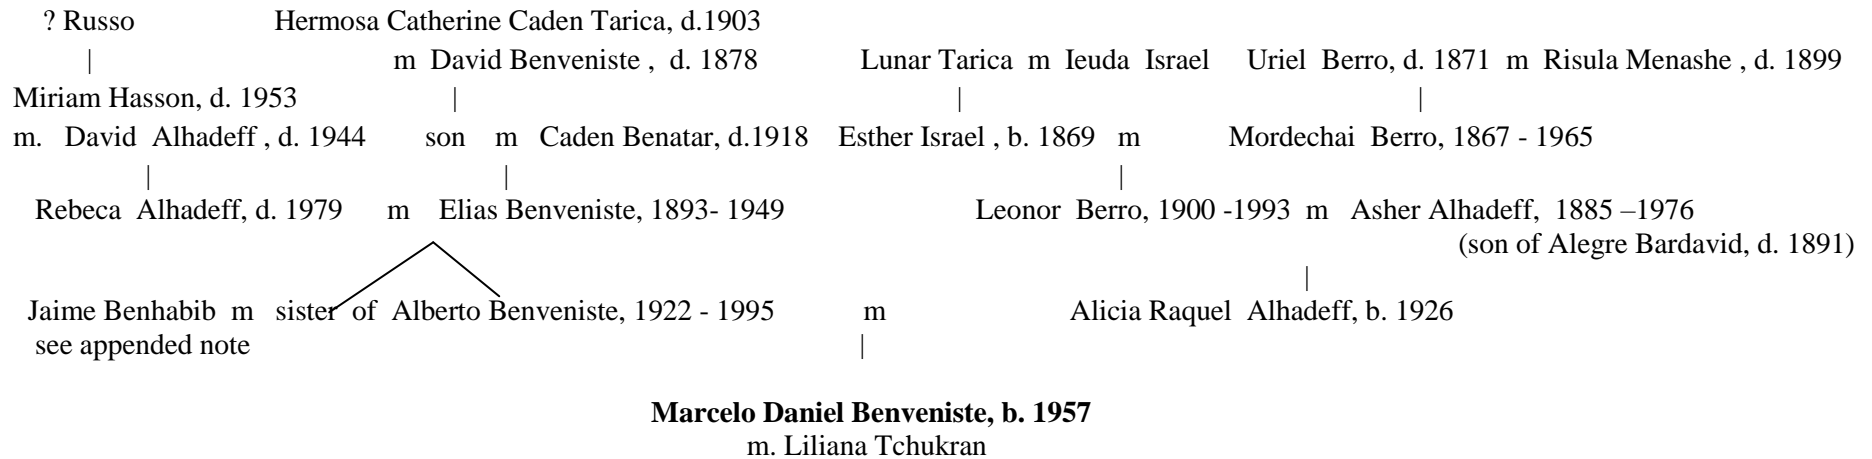 ? Russo Hermosa Catherine Caden Tarica, d.1903
| m David Benveniste , d. 1878 Lunar Tarica m Ieuda Israel Uriel Berro, d. 1871 m Risula Menashe , d. 1899
Miriam Hasson, d. 1953 | | |
m. David Alhadeff , d. 1944 son m Caden Benatar, d.1918 Esther Israel , b. 1869 m Mordechai Berro, 1867 - 1965
| | |
Rebeca Alhadeff, d. 1979 m Elias Benveniste, 1893- 1949 Leonor Berro, 1900 -1993 m Asher Alhadeff, 1885 –1976
(son of Alegre Bardavid, d. 1891)
|
Jaime Benhabib m sister of Alberto Benveniste, 1922 - 1995 m Alicia Raquel Alhadeff, b. 1926
see appended note |
Marcelo Daniel Benveniste, b. 1957
m. Liliana Tchukran